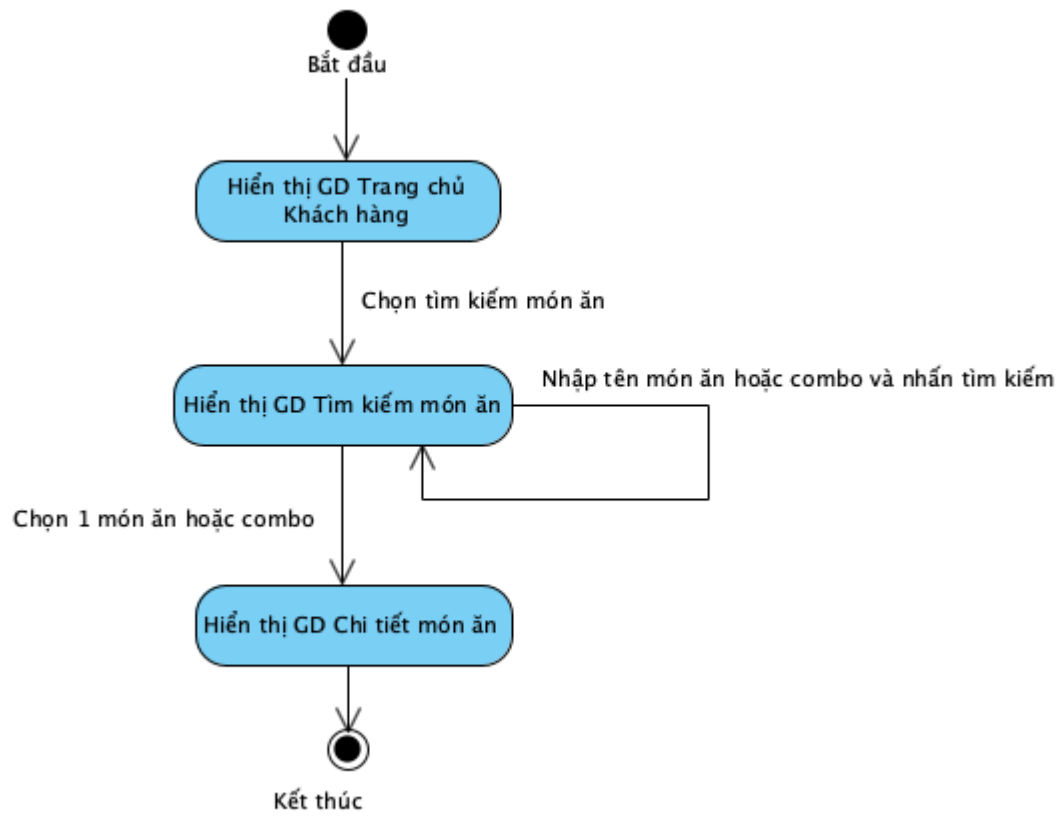 Bắt đầu
Hiển thị GD Trang chủ
Khách hàng
Chọn tìm kiếm món ăn
Nhập tên món ăn hoặc combo và nhấn tìm kiếm
Hiển thị GD Tìm kiếm món ăn
Chọn 1 món ăn hoặc combo
Hiển thị GD Chi tiết món ăn
Kết thúc